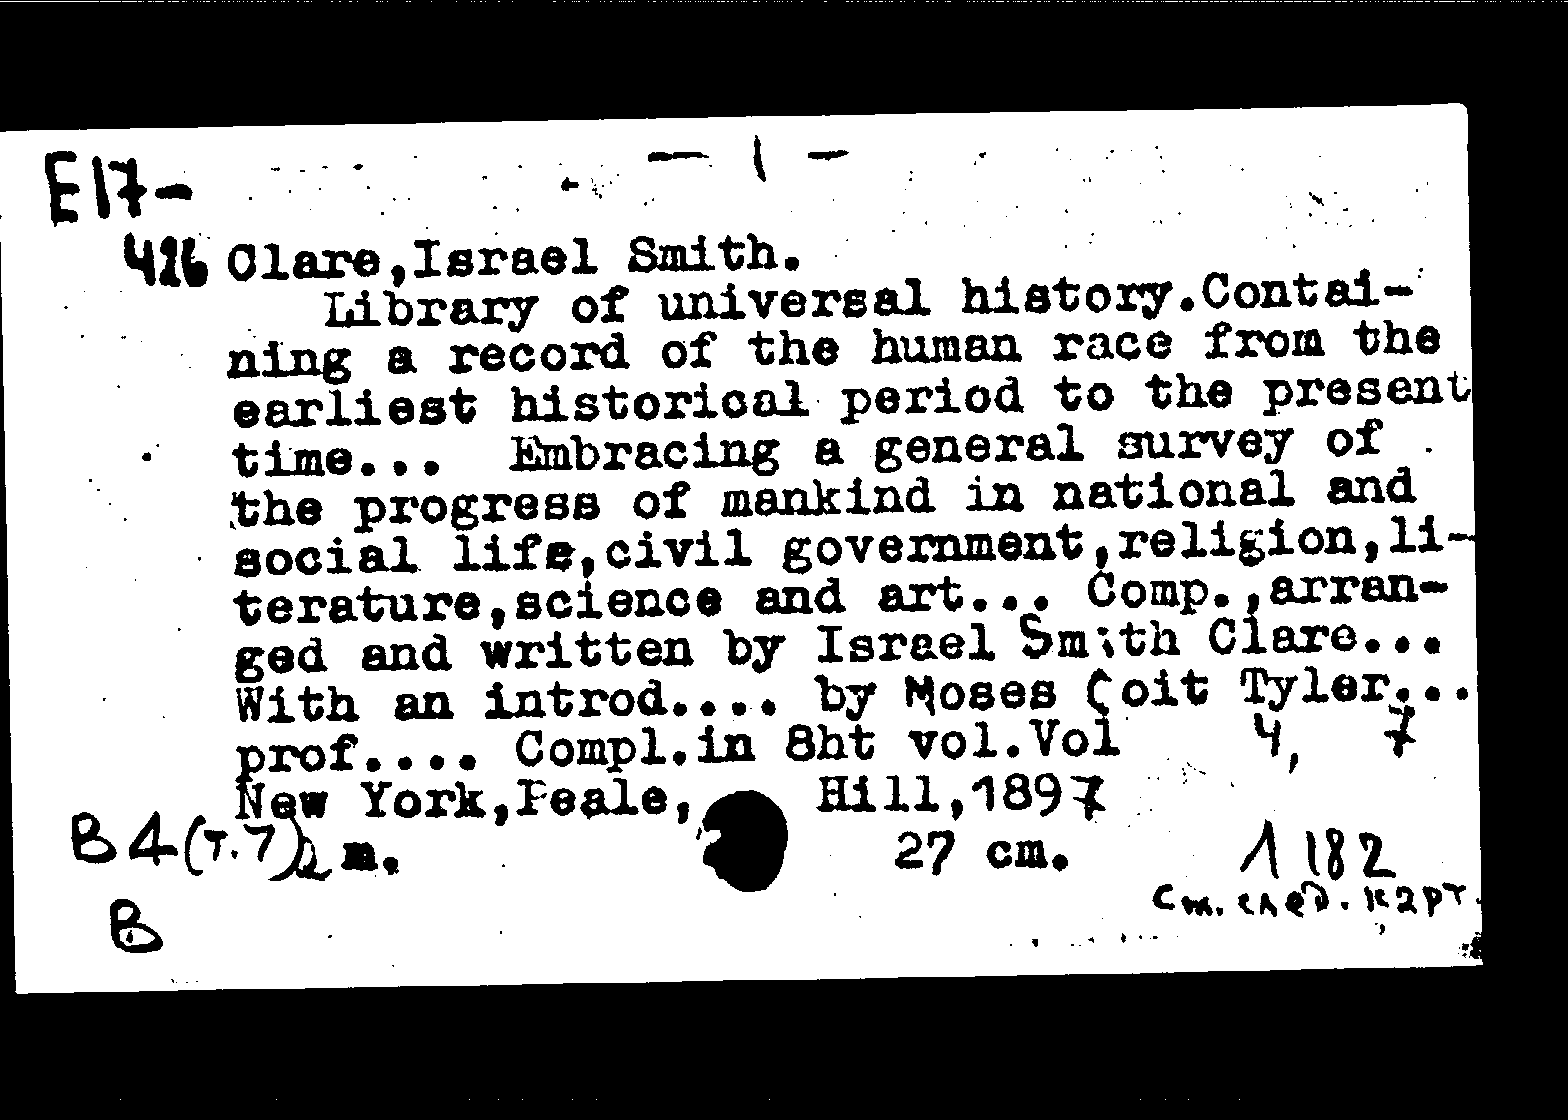 — 1 —
E17-
426 Clare,Israel Smith.
Library of universal history.Contai-
ning a record of the human race from the
earliest historical period to the present
time... Embracing a general survey of
the progress of mankind in national and
social life,civil government,religion,li-
terature,science and art... Comp.,arran-
ged and written by Israel Smith Clare...
With an introd.... by Moses Coit Tyler...
prof.... Compl.in 8ht vol.Vol 4, 7
New York,Peale, Hill,1897
B4(т.7) 2 m. 27 cm. 1182
См. след. карт.
B